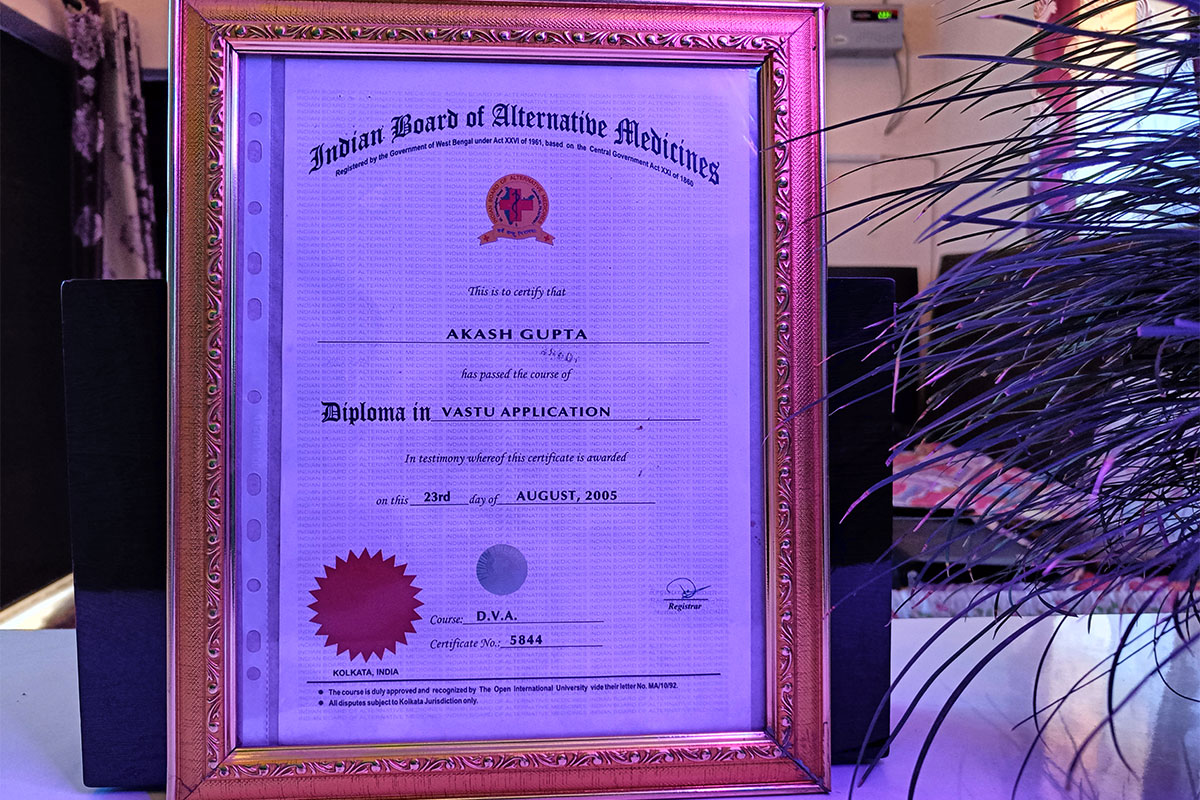 Indian Board of Alternative Medicines
Registered by the Government of West Bengal under Act XXVI of 1961, based on the Central Government Act XXI of 1860
This is to certify that
AKASH GUPTA
has passed the course of
Diploma in VASTU APPLICATION
In testimony whereof this certificate is awarded
on this 23rd day of AUGUST, 2005
Registrar
Course: D.V.A.
Certificate No.: 5844
KOLKATA, INDIA
The course is duly approved and recognized by The Open International University vide their letter No. MA/10/92.
All disputes subject to Kolkata Jurisdiction only.